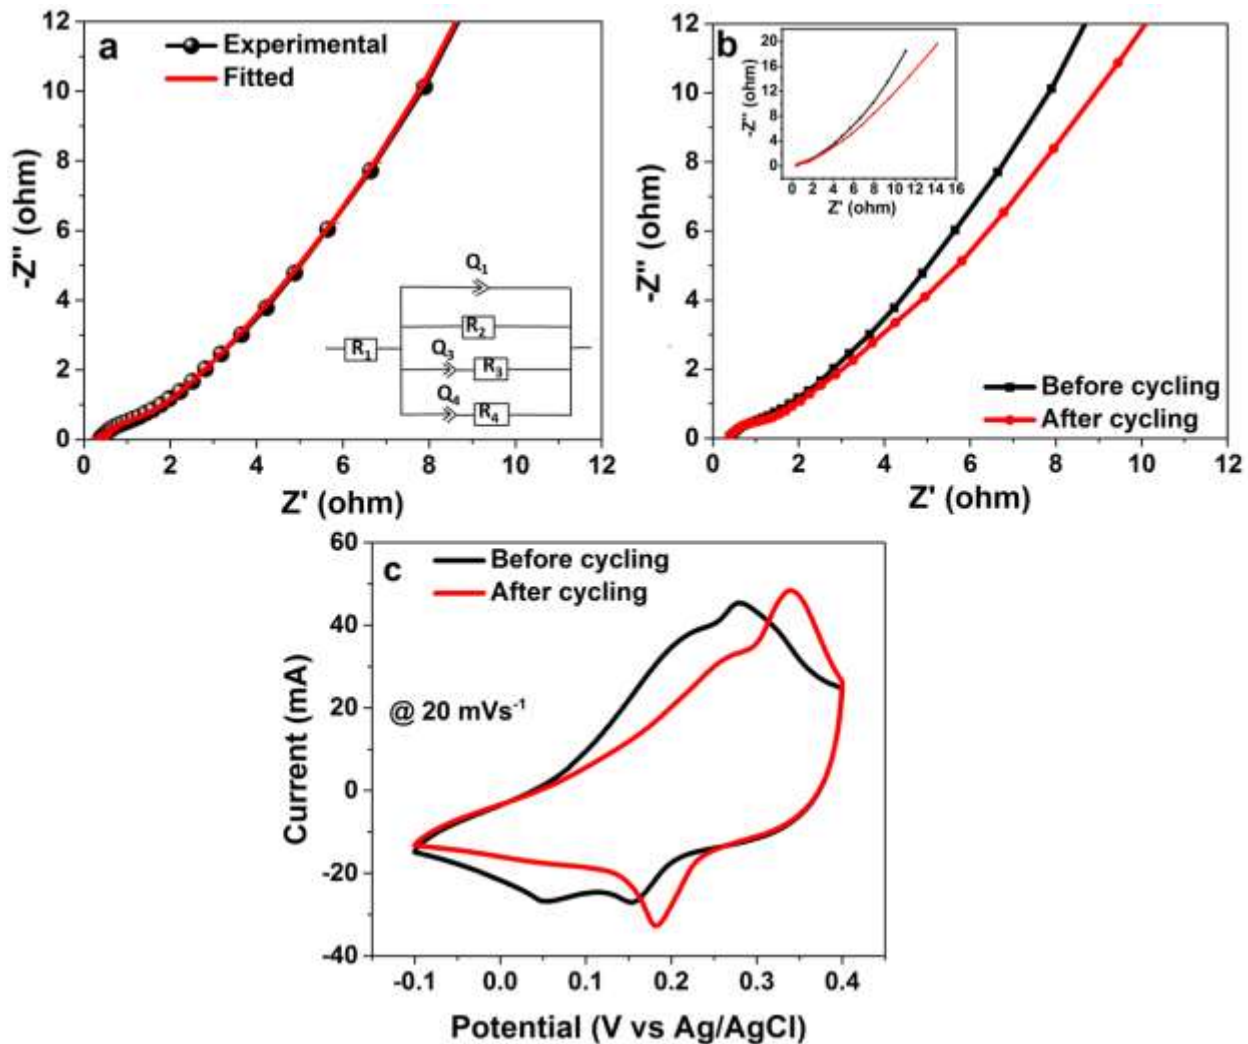 a
Experimental
Fitted
12
10
8
6
4
2
0
-Z" (ohm)
Q1
R2
R1
Q3
R3
Q4
R4
0 2 4 6 8 10 12
Z' (ohm)
b
12
10
8
6
4
2
0
-Z" (ohm)
20
16
12
8
4
0
-Z" (ohm)
0 2 4 6 8 10 12 14 16
Z' (ohm)
Before cycling
After cycling
0 2 4 6 8 10 12
Z' (ohm)
c
Before cycling
After cycling
60
40
20
0
-20
-40
Current (mA)
@ 20 mVs-1
-0.1 0.0 0.1 0.2 0.3 0.4
Potential (V vs Ag/AgCl)